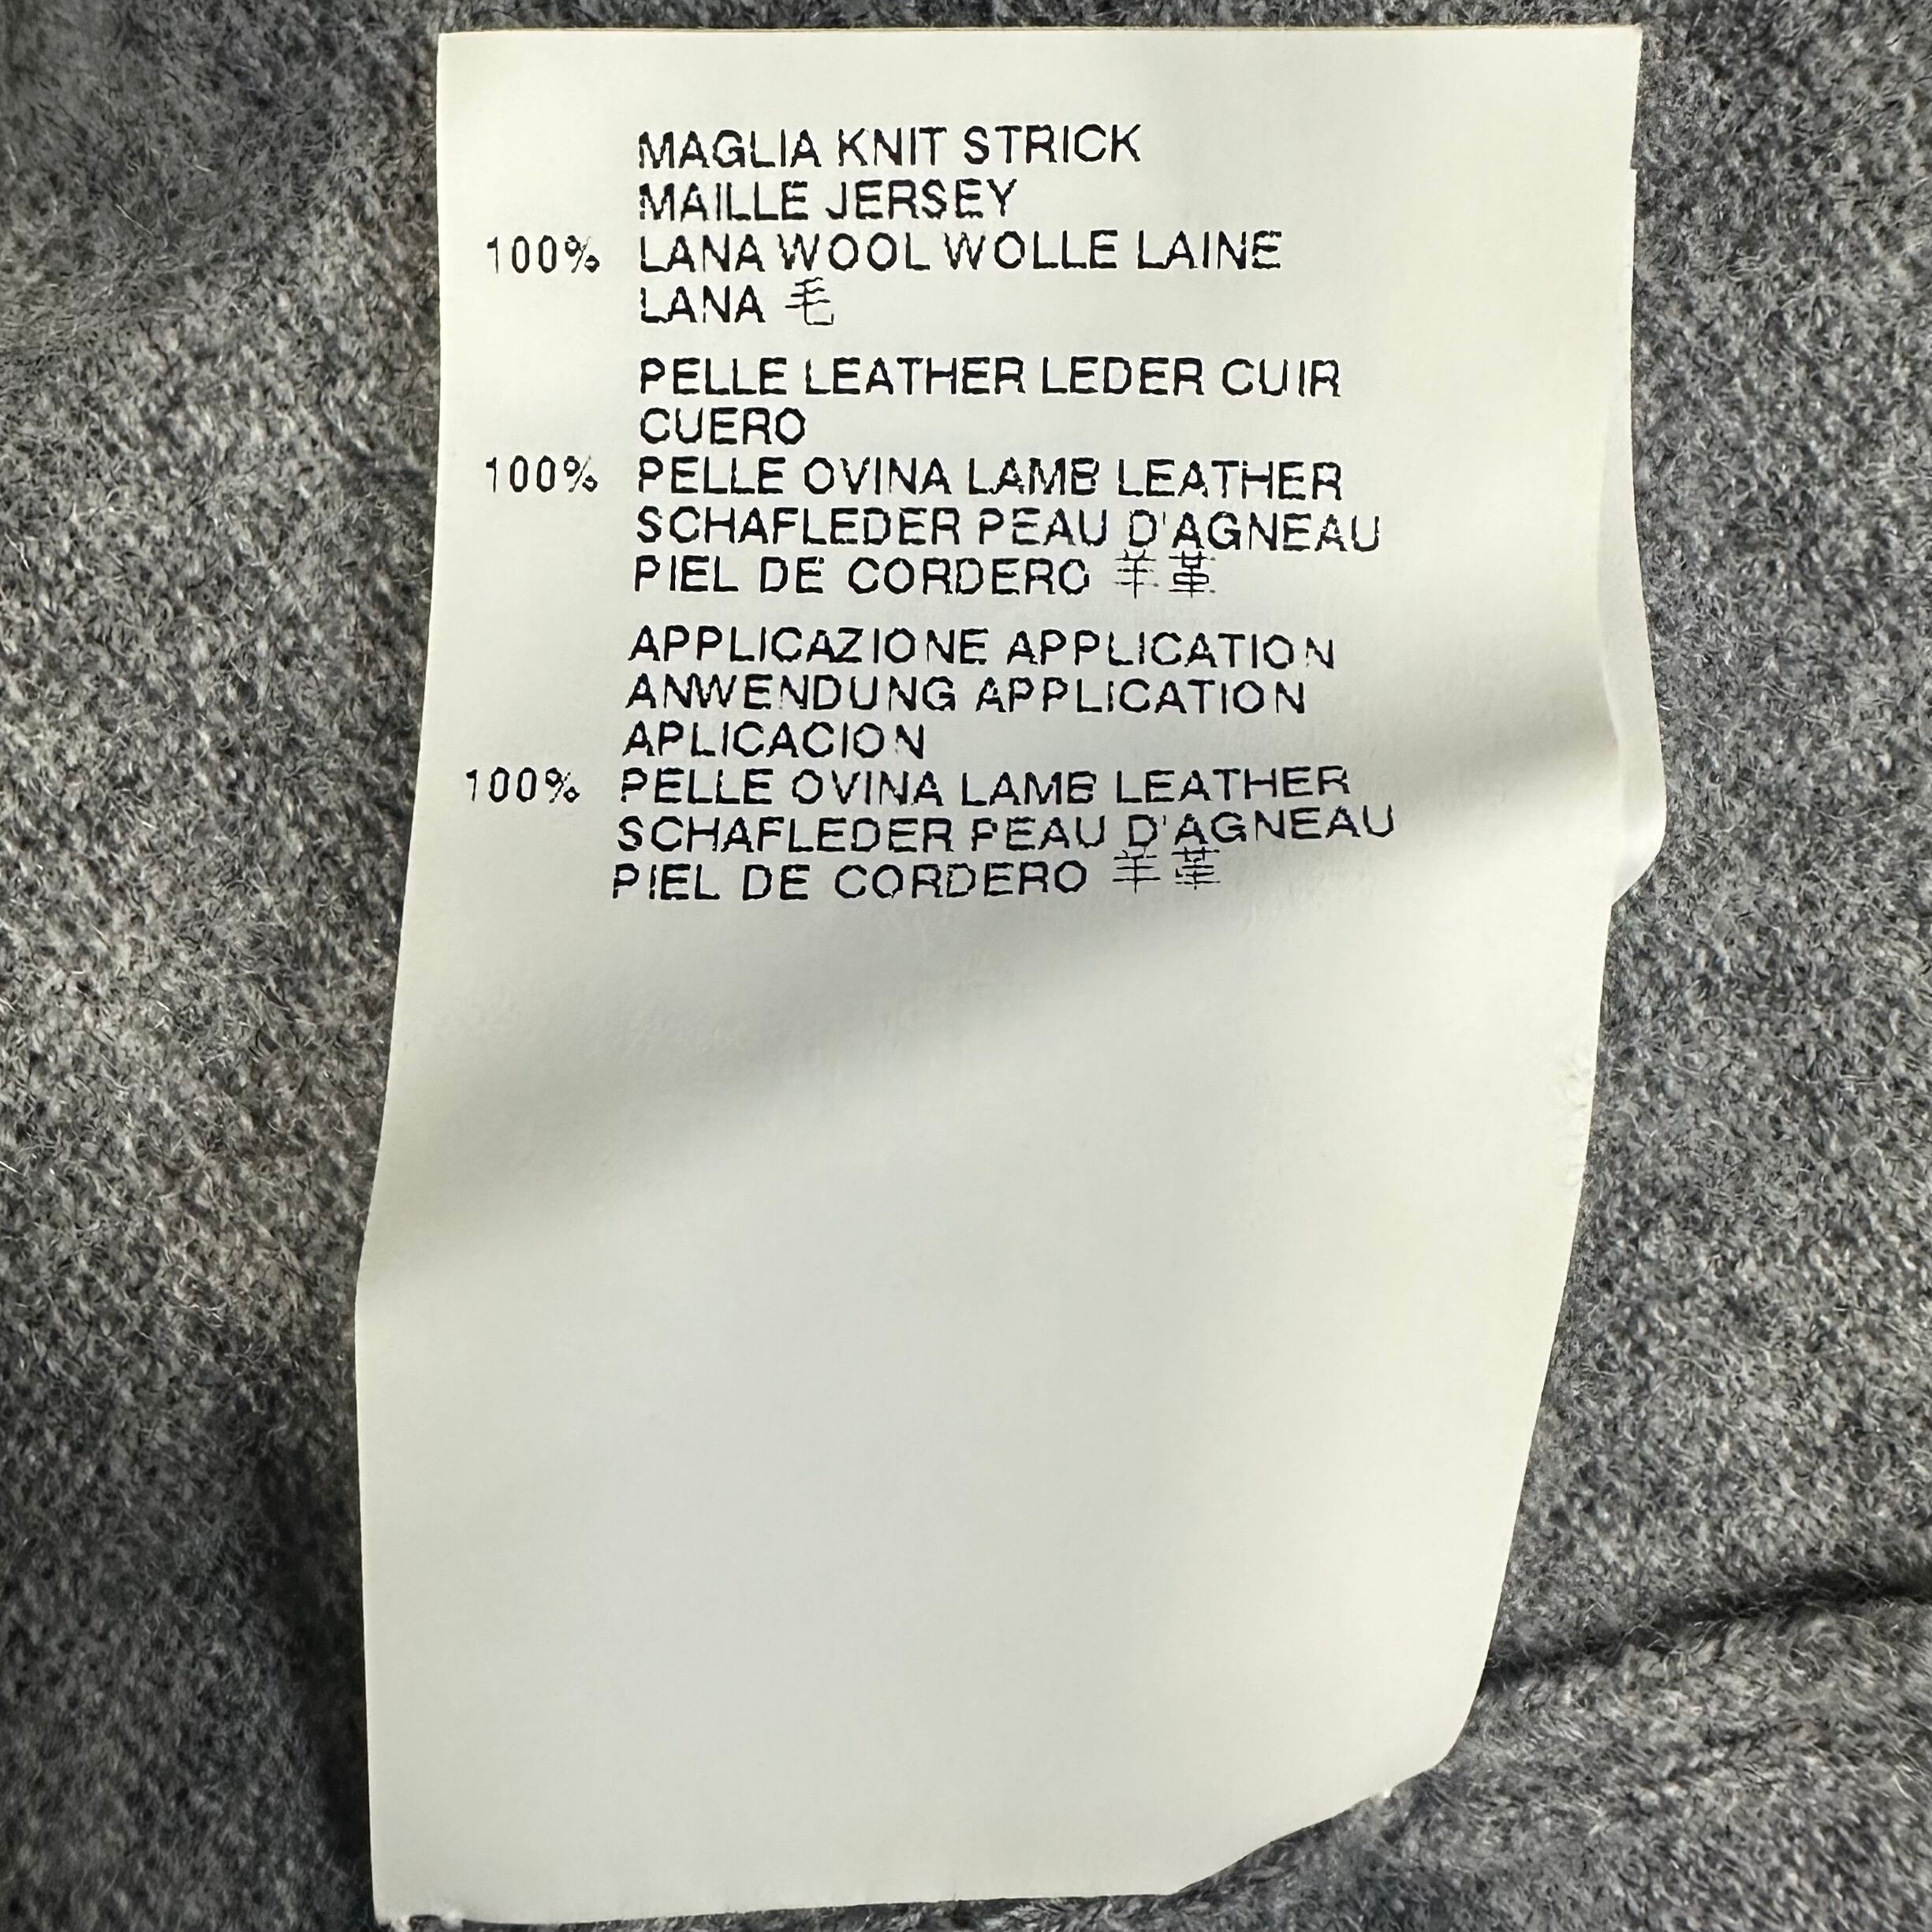 MAGLIA KNIT STRICK
MAILLE JERSEY
100% LANA WOOL WOLLE LAINE
LANA 毛
PELLE LEATHER LEDER CUIR
CUERO
100% PELLE OVINA LAMB LEATHER
SCHAFLEDER PEAU D'AGNEAU
PIEL DE CORDERO 羊革
APPLICAZIONE APPLICATION
ANWENDUNG APPLICATION
APLICACION
100% PELLE OVINA LAMB LEATHER
SCHAFLEDER PEAU D'AGNEAU
PIEL DE CORDERO 羊革